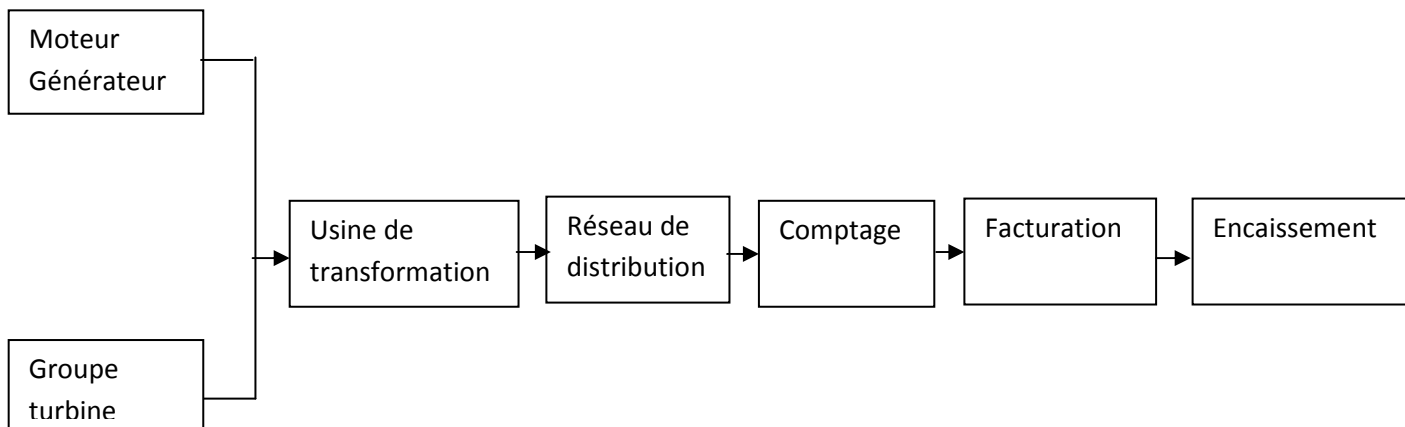 Moteur
Générateur
Usine de
transformation
Réseau de
distribution
Comptage
Facturation
Encaissement
Groupe
turbine